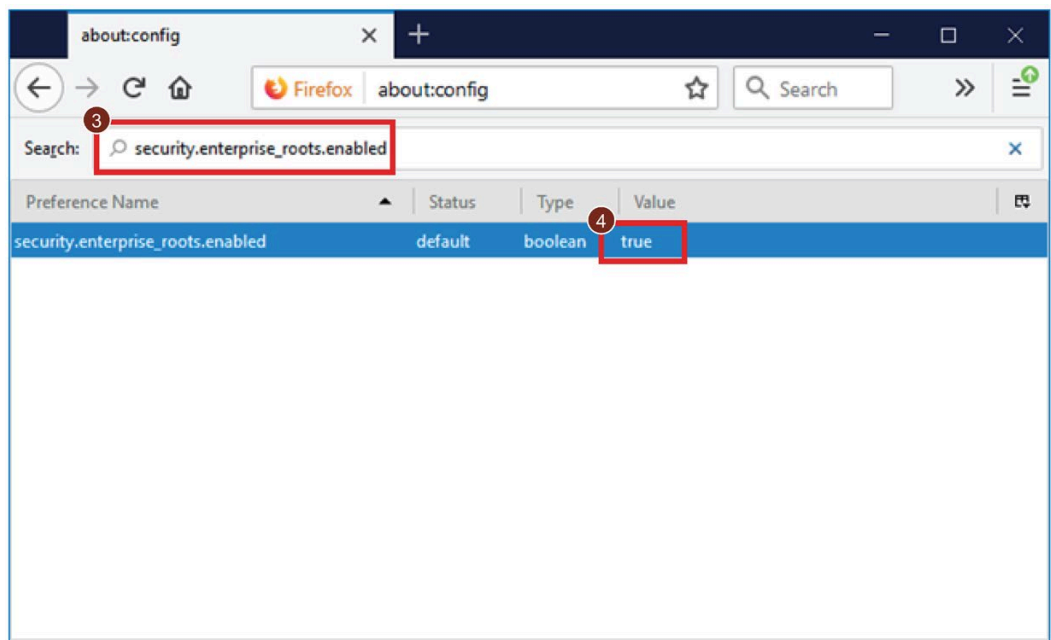 about:config
Firefox about:config Search
3
Search: security.enterprise_roots.enabled
Preference Name Status Type Value
4
security.enterprise_roots.enabled default boolean true